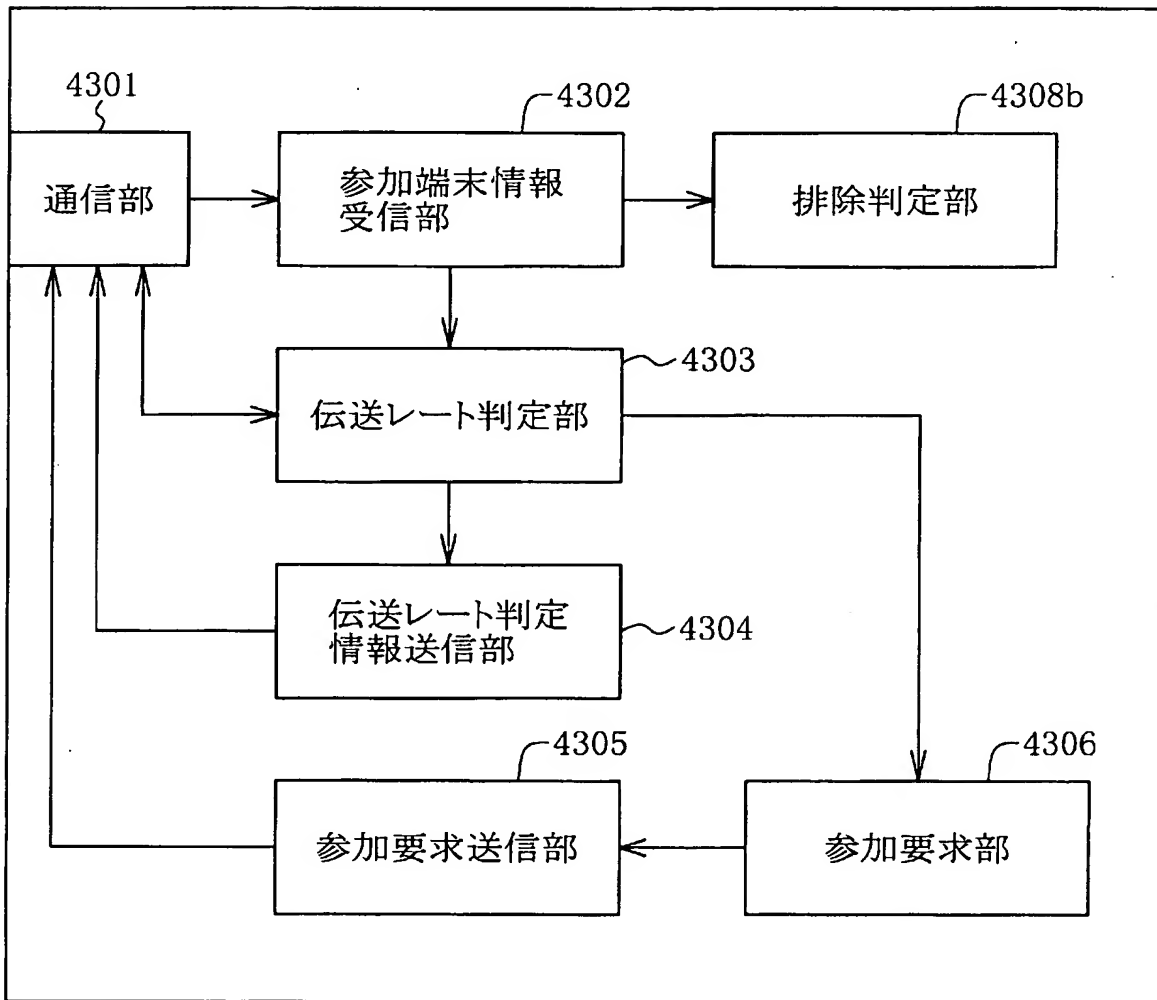 4301
4302
4308b
通信部
参加端末情報
受信部
排除判定部
4303
伝送レート判定部
伝送レート判定
情報送信部
4304
4305
4306
参加要求送信部
参加要求部